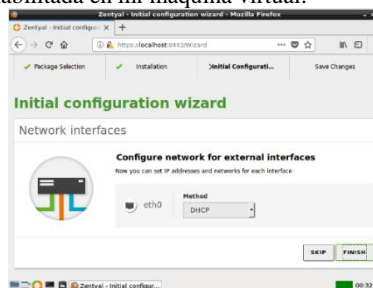 habilitada en mi máquina virtual.
Zentyal - Initial configuration wizard - Mozilla Firefox
Zentyal - Initial configur
https://localhost:8443/Wizard
Package Selection
Installation
Initial Configurati...
Save Changes
Initial configuration wizard
Network interfaces
Configure network for external interfaces
Now you can set IP addresses and networks for each interface
eth0
Method
DHCP
SKIP
FINISH
Zentyal - Initial configur...
00:32